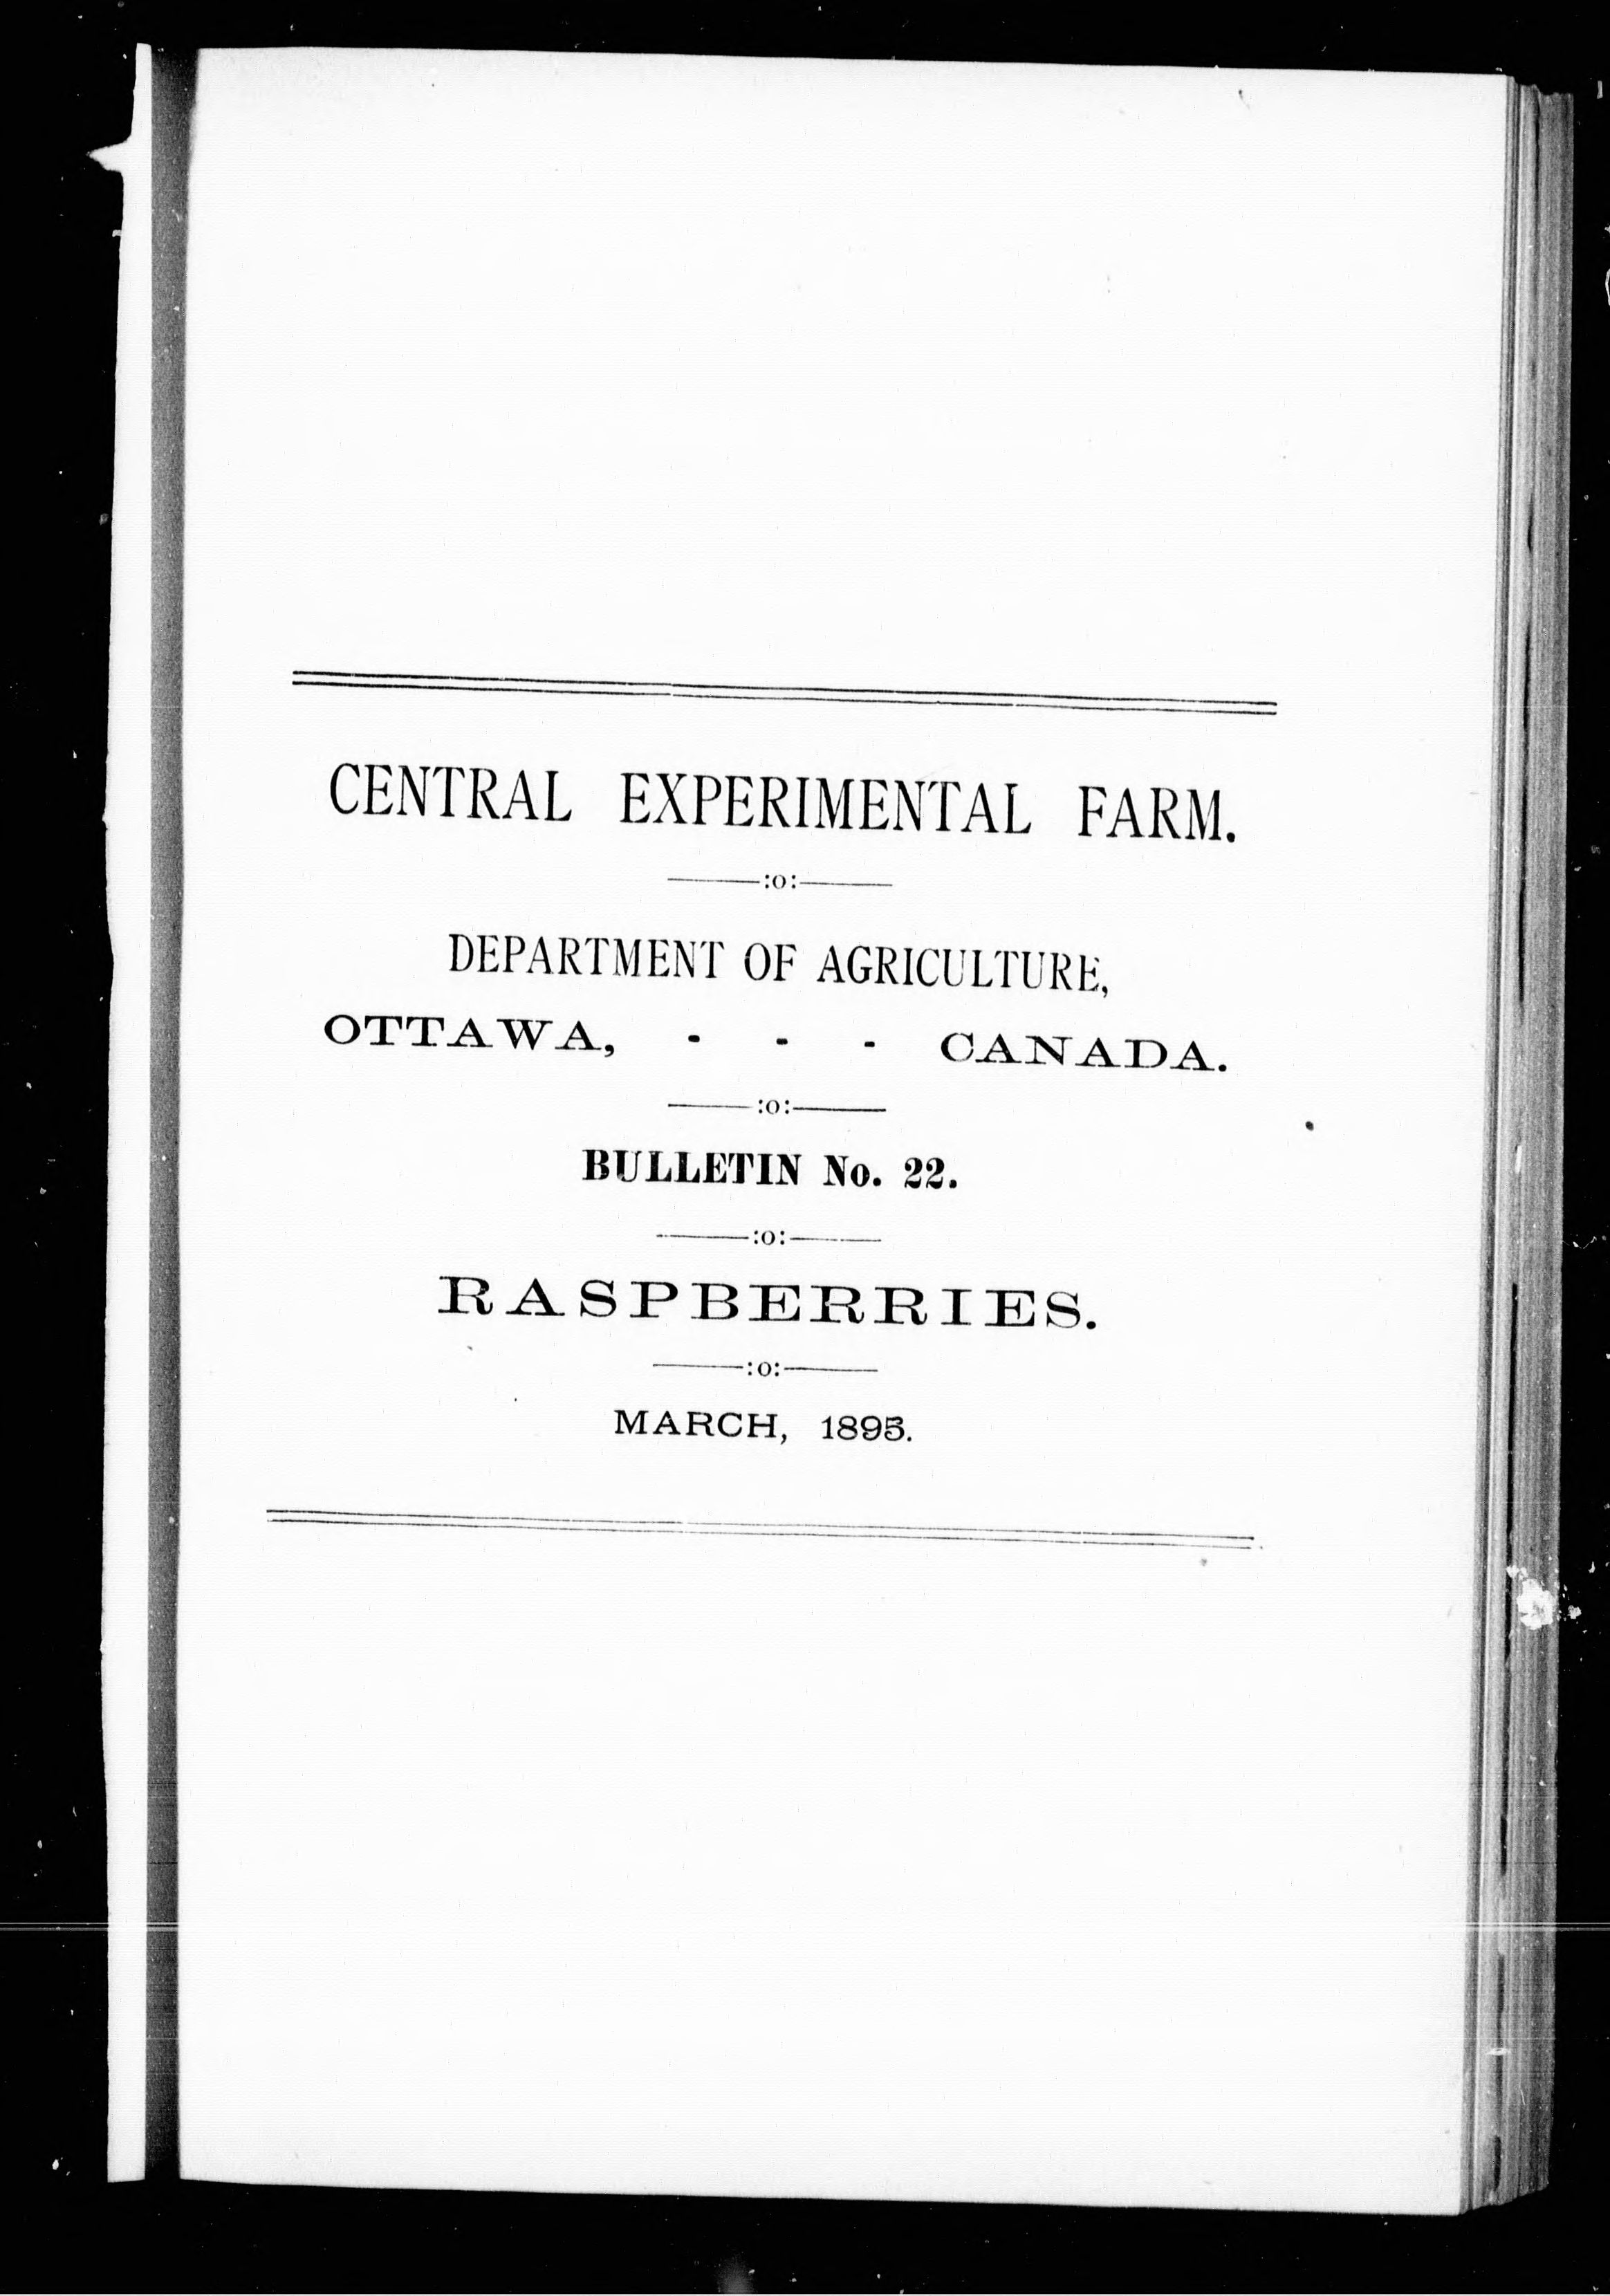 CENTRAL EXPERIMENTAL FARM.
:o:
DEPARTMENT OF AGRICULTURE,
OTTAWA, - - - CANADA.
:o:
BULLETIN No. 22.
:o:
RASPBERRIES.
:o:
MARCH, 1895.